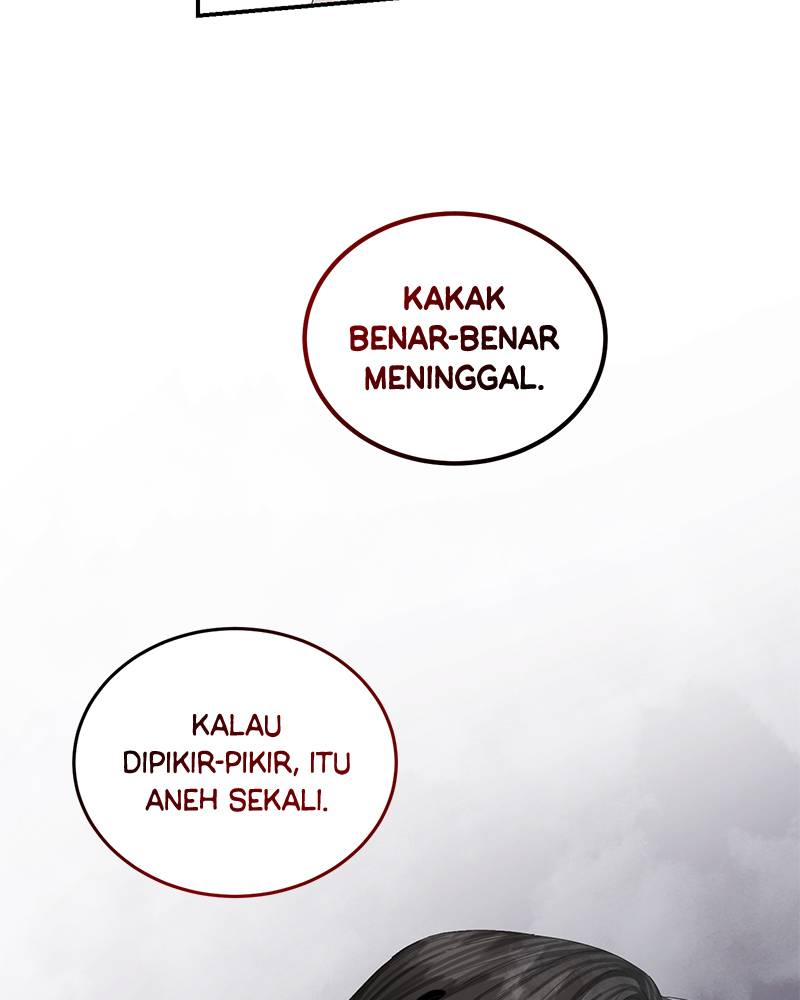 KAKAK
BENAR-BENAR
MENINGGAL.
KALAU
DIPIKIR-PIKIR, ITU
ANEH SEKALI.